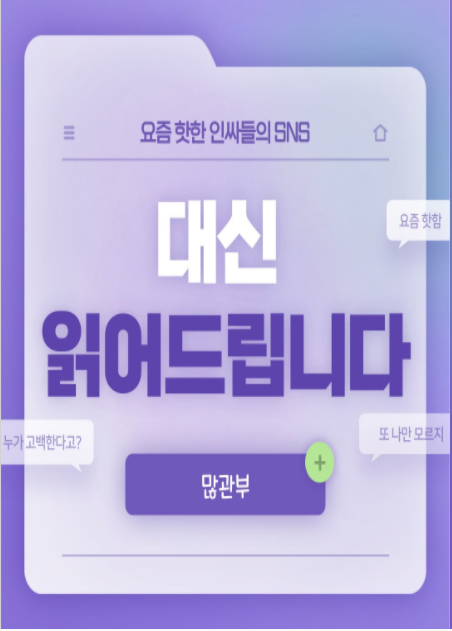 요즘 핫한 인싸들의 SNS
대신
요즘 핫함
읽어드립니다
누가 고백한다고?
또 나만 모르지
많관부
+